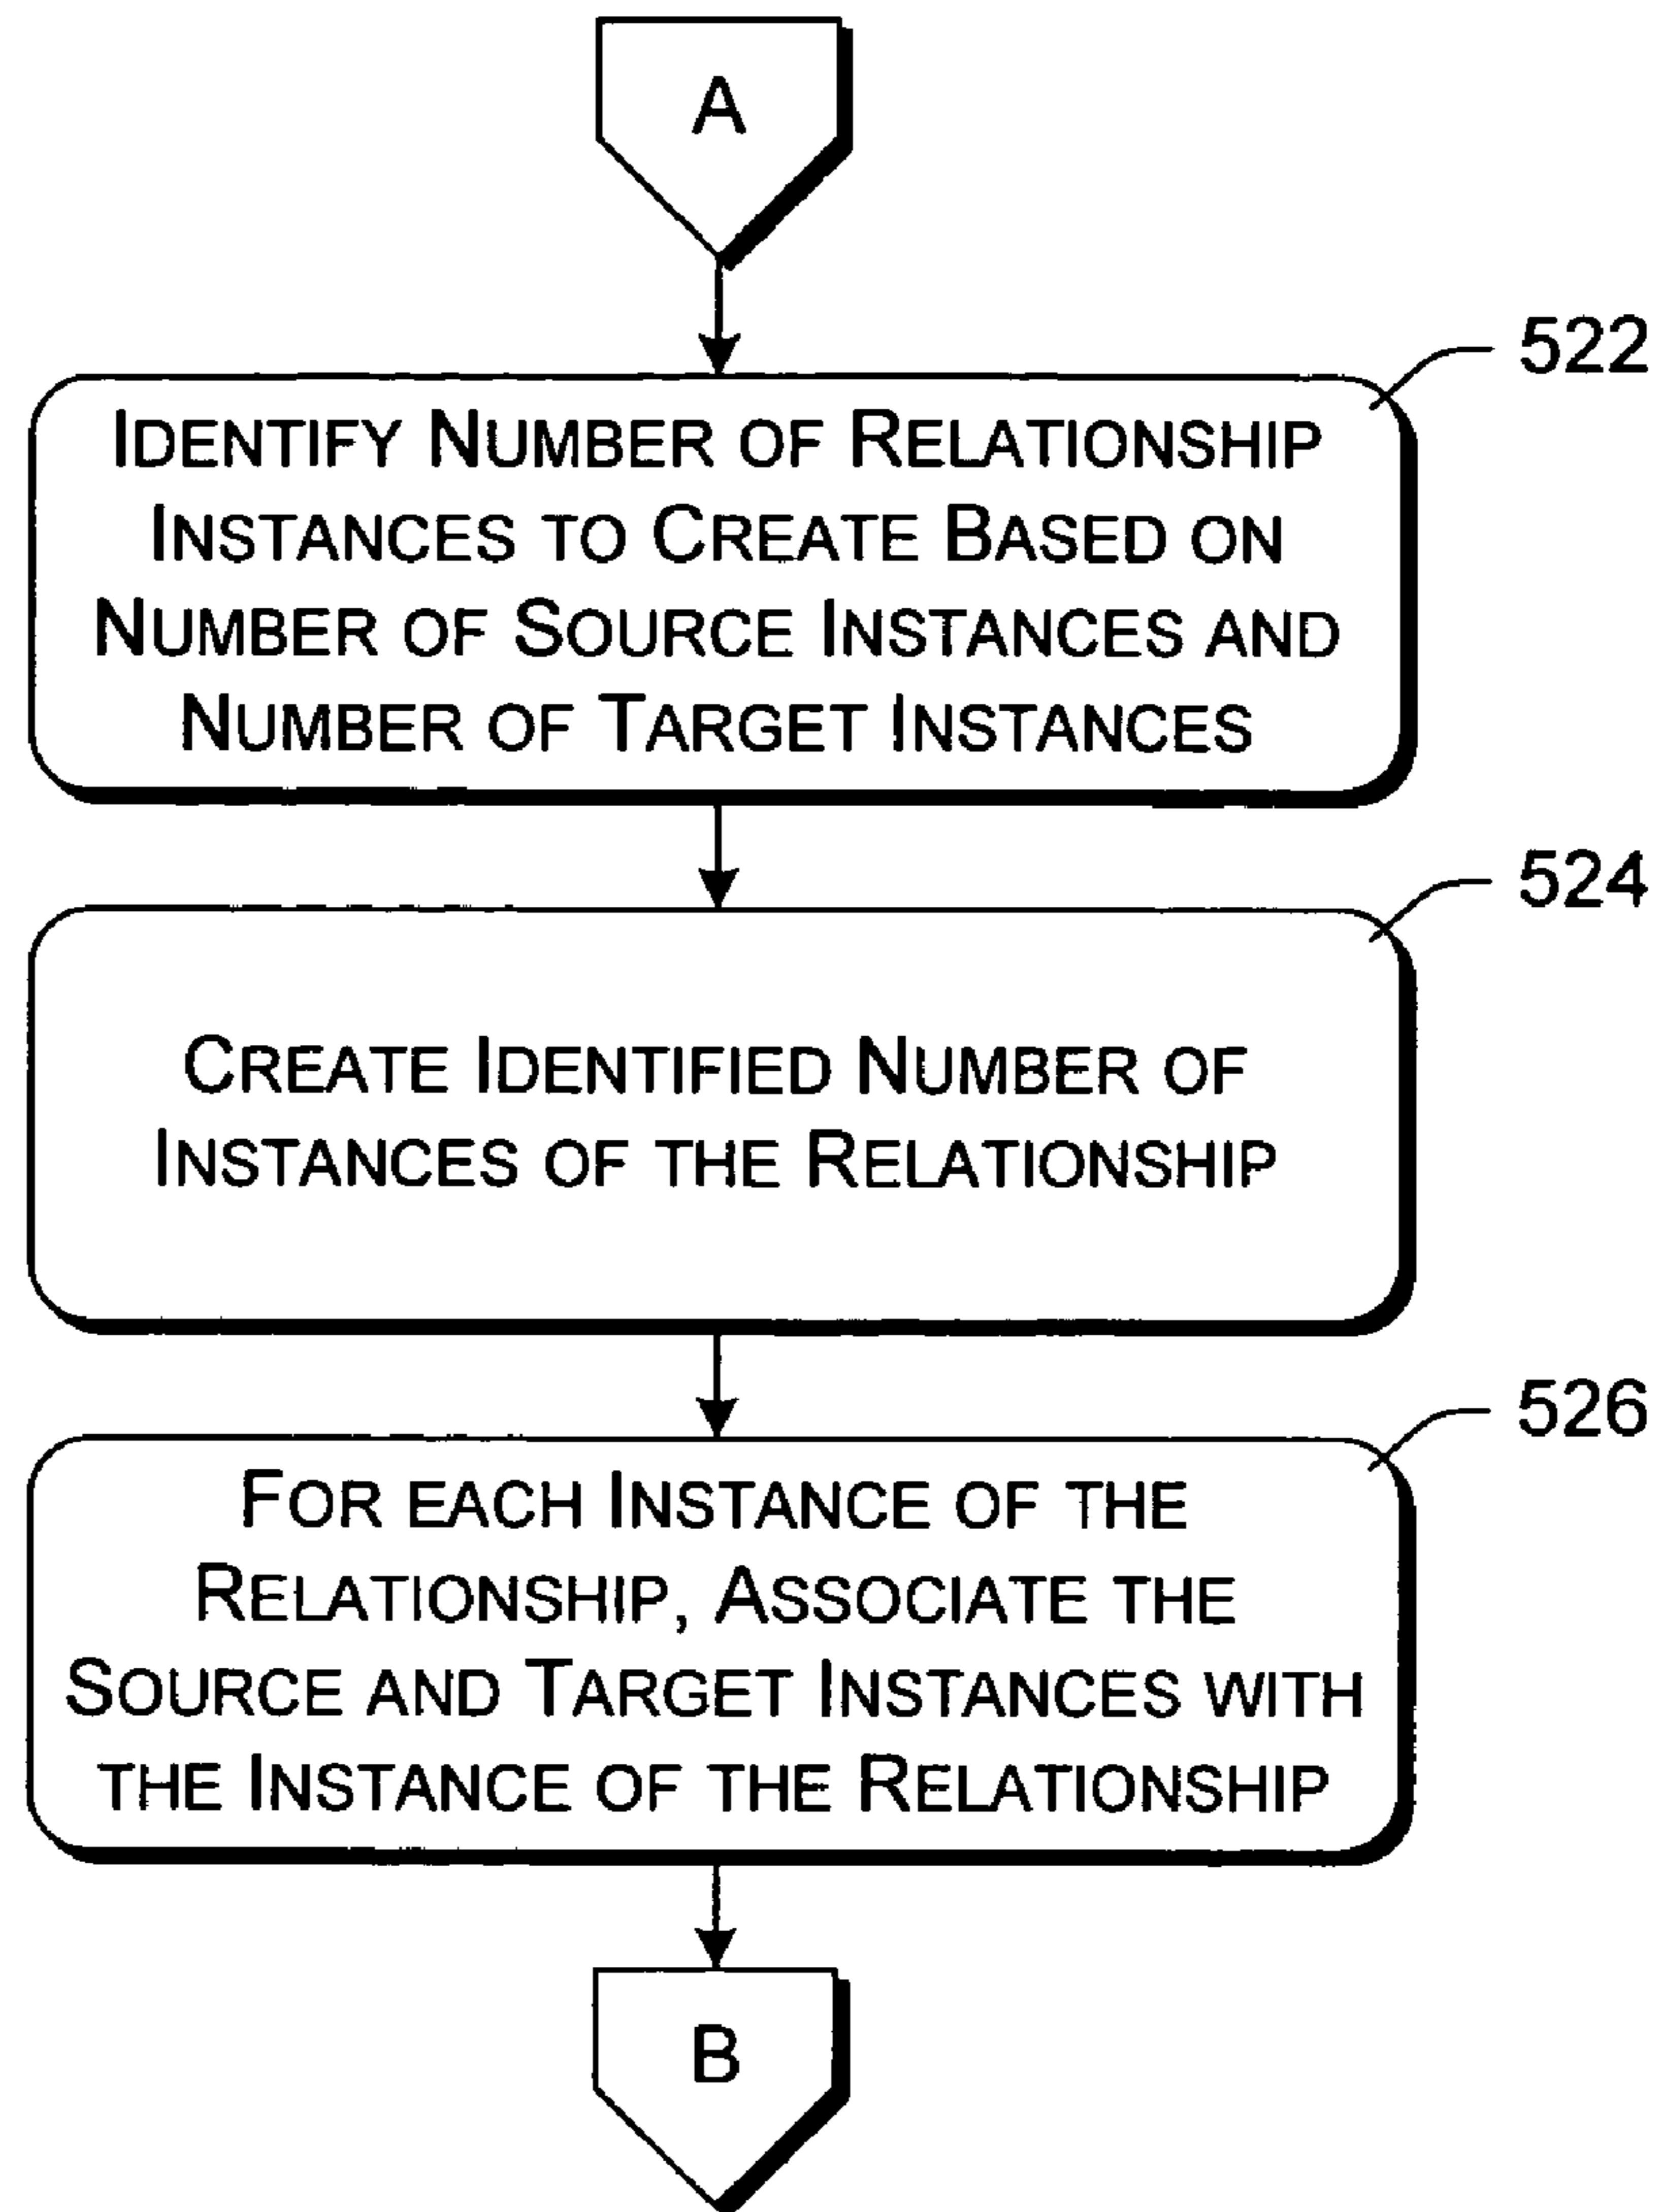 A
522
IDENTIFY NUMBER OF RELATIONSHIP
INSTANCES TO CREATE BASED ON
NUMBER OF SOURCE INSTANCES AND
NUMBER OF TARGET INSTANCES
524
CREATE IDENTIFIED NUMBER OF
INSTANCES OF THE RELATIONSHIP
526
FOR EACH INSTANCE OF THE
RELATIONSHIP, ASSOCIATE THE
SOURCE AND TARGET INSTANCES WITH
THE INSTANCE OF THE RELATIONSHIP
B